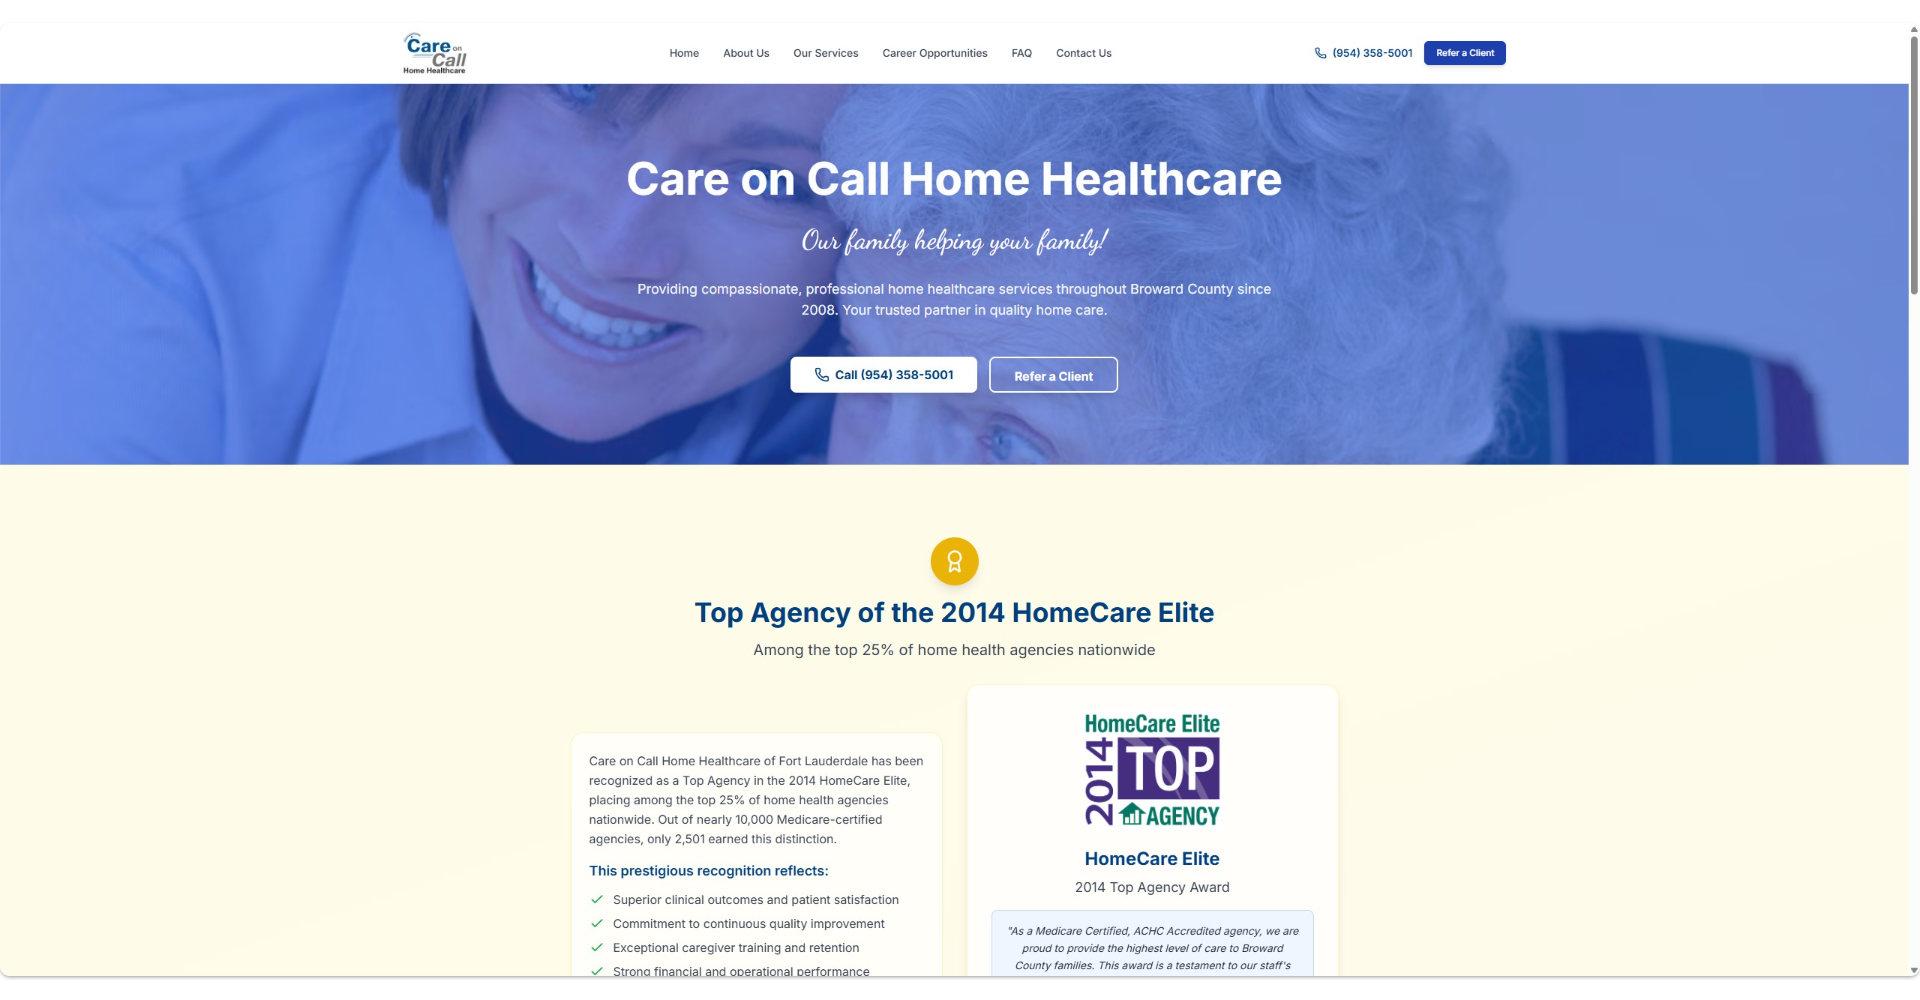 Care on
Call
Home Healthcare
Home
About Us
Our Services
Career Opportunities
FAQ
Contact Us
(954) 358-5001
Refer a Client
Care on Call Home Healthcare
Our family helping your family!
Providing compassionate, professional home healthcare services throughout Broward County since
2008. Your trusted partner in quality home care.
Call (954) 358-5001
Refer a Client
Top Agency of the 2014 HomeCare Elite
Among the top 25% of home health agencies nationwide
Care on Call Home Healthcare of Fort Lauderdale has been
recognized as a Top Agency in the 2014 HomeCare Elite,
placing among the top 25% of home health agencies
nationwide. Out of nearly 10,000 Medicare-certified
agencies, only 2,501 earned this distinction.
This prestigious recognition reflects:
Superior clinical outcomes and patient satisfaction
Commitment to continuous quality improvement
Exceptional caregiver training and retention
Strong financial and operational performance
HomeCare Elite
2014
TOP
AGENCY
HomeCare Elite
2014 Top Agency Award
"As a Medicare Certified, ACHC Accredited agency, we are
proud to provide the highest level of care to Broward
County families. This award is a testament to our staff's